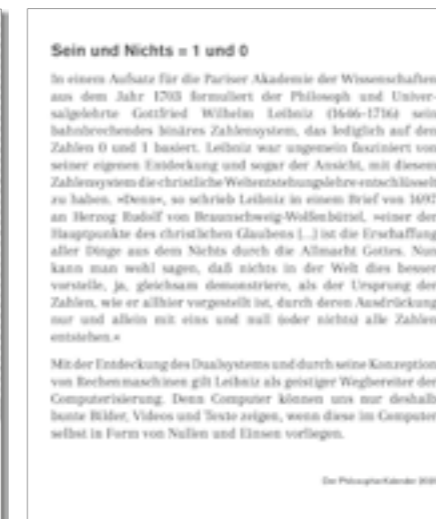 Sein und Nichts = 1 und 0
In einem Aufsatz für die Pariser Akademie der Wissenschaften
aus dem Jahr 1703 formuliert der Philosoph und Univer-
salgelehrte Gottfried Wilhelm Leibniz (1646–1716) sein
bahnbrechendes binäres Zahlensystem, das lediglich auf den
Zahlen 0 und 1 basiert. Leibniz war ungemein fasziniert von
seiner eigenen Entdeckung und sogar der Ansicht, mit diesem
Zahlensystem die christliche Weltentstehungslehre entschlüsselt
zu haben. »Denn«, so schrieb Leibniz in einem Brief von 1697
an Herzog Rudolf von Braunschweig-Wolfenbüttel, »einer der
Hauptpunkte des christlichen Glaubens [...] ist die Erschaffung
aller Dinge aus dem Nichts durch die Allmacht Gottes. Nun
kann man wohl sagen, daß nichts in der Welt dies besser
vorstelle, ja, gleichsam demonstriere, als der Ursprung der
Zahlen, wie er allhier vorgestellt ist, durch deren Ausdrückung
nur und allein mit eins und null (oder nichts) alle Zahlen
entstehen.«
Mit der Entdeckung des Dualsystems und durch seine Konzeption
von Rechenmaschinen gilt Leibniz als geistiger Wegbereiter der
Computerisierung. Denn Computer können uns nur deshalb
bunte Bilder, Videos und Texte zeigen, wenn diese im Computer
selbst in Form von Nullen und Einsen vorliegen.
Der Philosophie Kalender